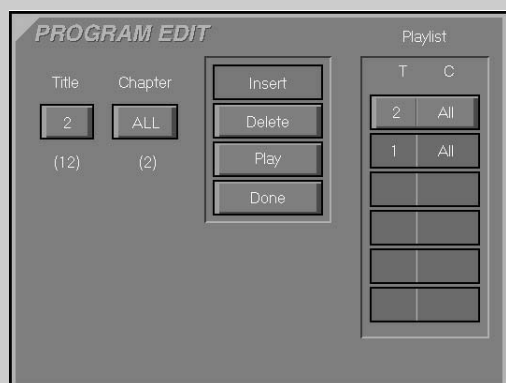 PROGRAM EDIT
Title Chapter
2 ALL
(12) (2)
Insert
Delete
Play
Done
Playlist
T C
2 All
1 All